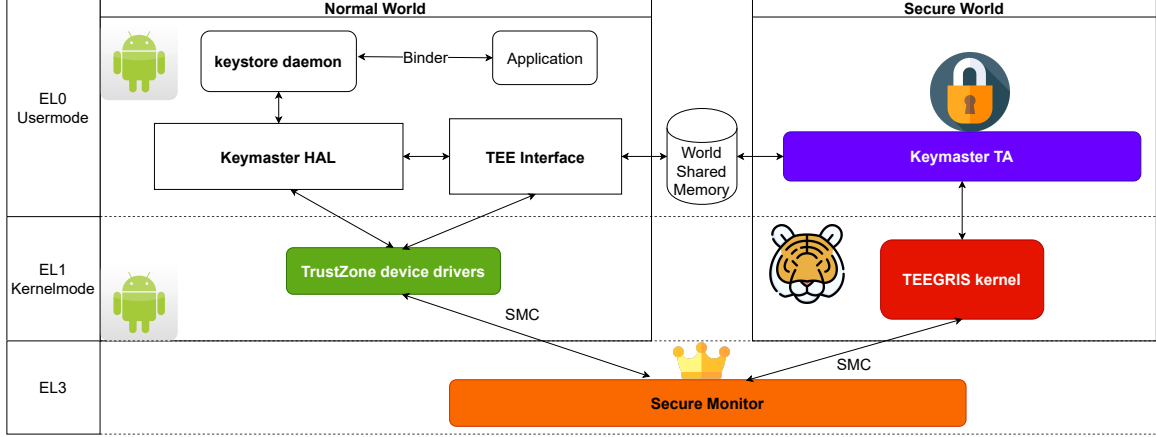 Normal World
Secure World
EL0
Usermode
keystore daemon
Binder
Application
Keymaster HAL
TEE Interface
World
Shared
Memory
Keymaster TA
EL1
Kernelmode
TrustZone device drivers
TEEGRIS kernel
SMC
SMC
EL3
Secure Monitor